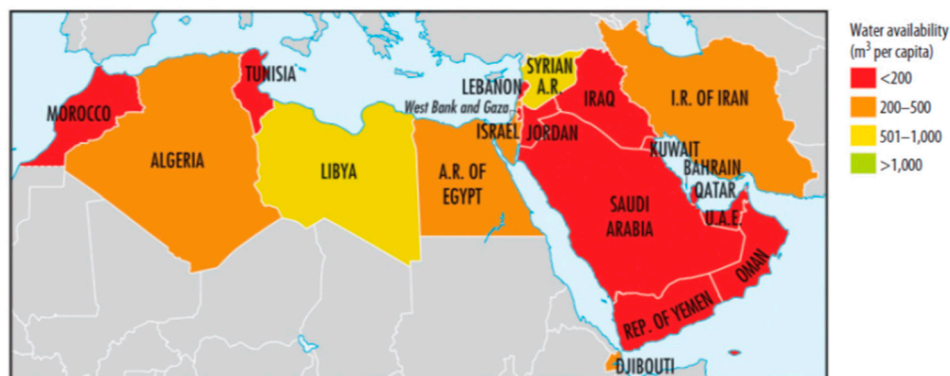 Water availability
(m³ per capita)
<200
200–500
501–1,000
>1,000
MOROCCO
ALGERIA
TUNISIA
LIBYA
A.R. OF
EGYPT
LEBANON
West Bank and Gaza
ISRAEL
SYRIAN
A.R.
JORDAN
IRAQ
I.R. OF IRAN
KUWAIT
BAHRAIN
QATAR
U.A.E.
SAUDI
ARABIA
OMAN
REP. OF YEMEN
DJIBOUTI